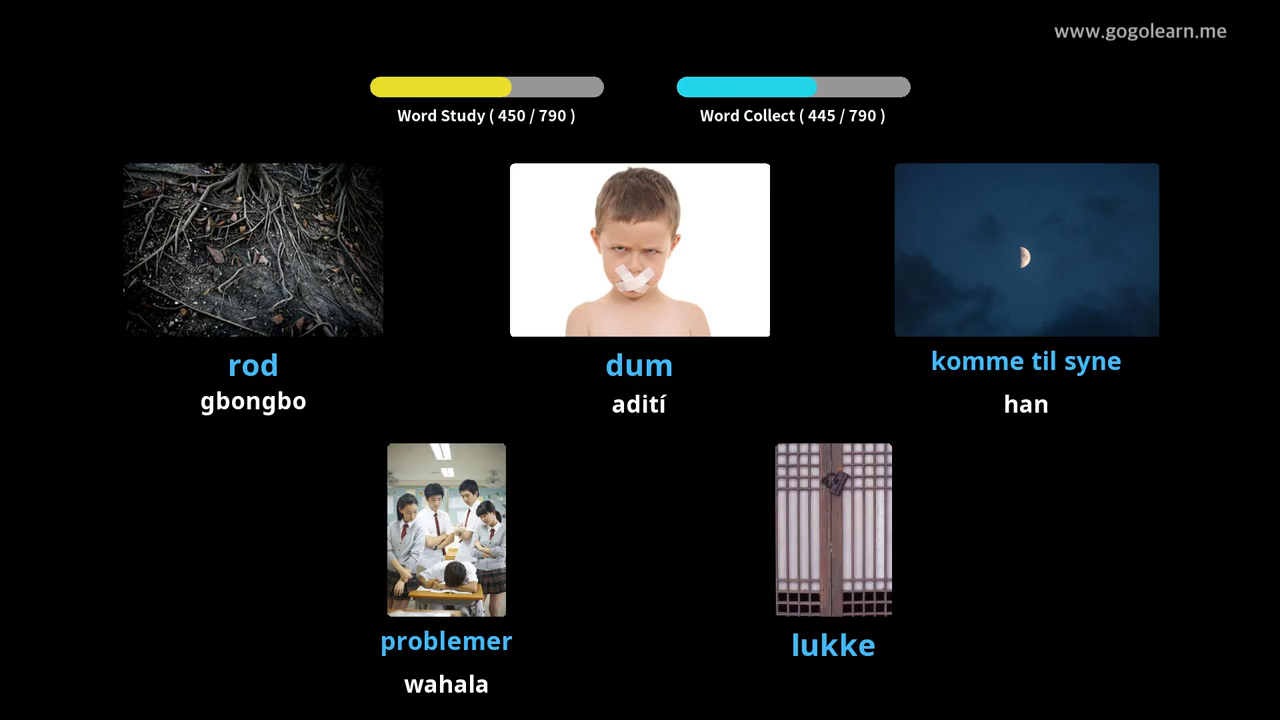 www.gogolearn.me
Word Study ( 450 / 790 )
Word Collect ( 445 / 790 )
rod
gbongbo
dum
adití
komme til syne
han
problemer
wahala
lukke